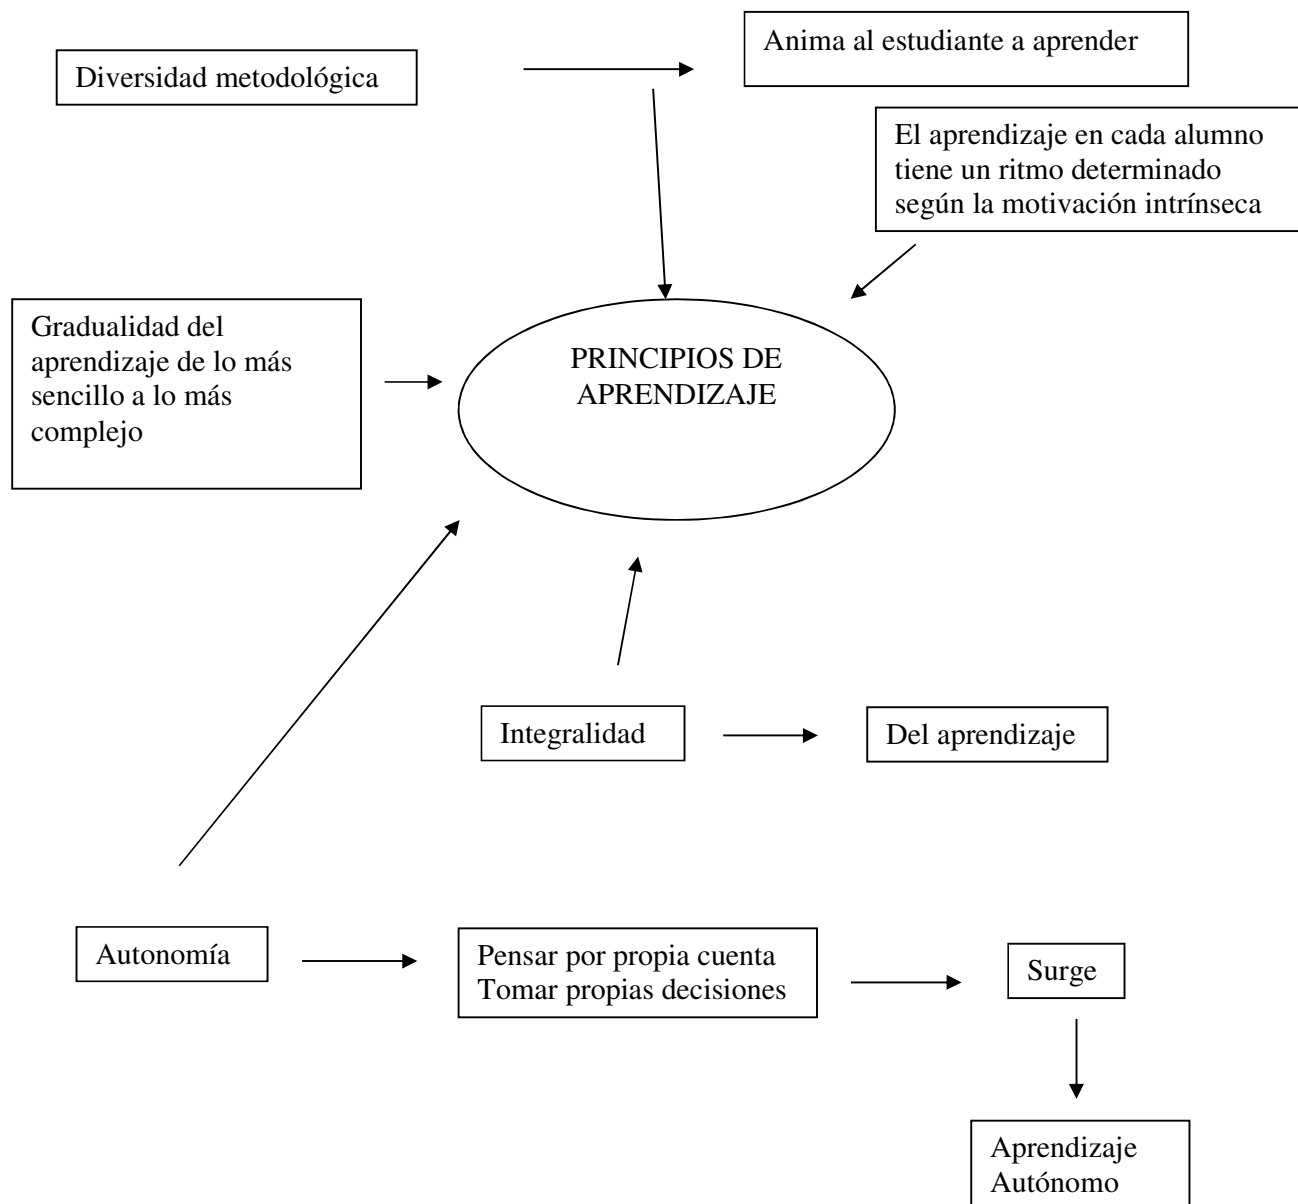 Anima al estudiante a aprender
Diversidad metodológica
El aprendizaje en cada alumno
tiene un ritmo determinado
según la motivación intrínseca
Gradualidad del
aprendizaje de lo más
sencillo a lo más
complejo
PRINCIPIOS DE
APRENDIZAJE
Integralidad
Del aprendizaje
Autonomía
Pensar por propia cuenta
Tomar propias decisiones
Surge
Aprendizaje
Autónomo